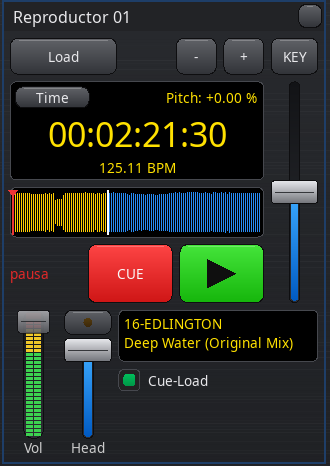 Reproductor 01
Load
-
+
KEY
Time
Pitch: +0.00 %
00:02:21:30
125.11 BPM
pausa
CUE
16-EDLINGTON
Deep Water (Original Mix)
Cue-Load
Vol
Head